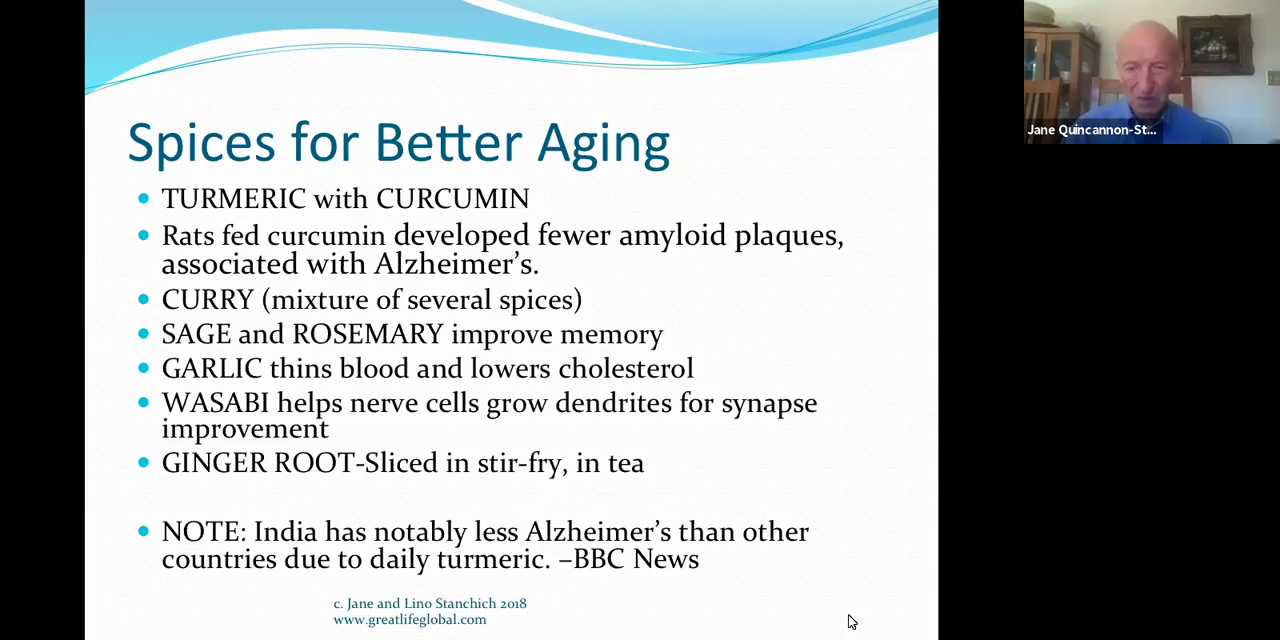 Spices for Better Aging
TURMERIC with CURCUMIN
Rats fed curcumin developed fewer amyloid plaques,
associated with Alzheimer's.
CURRY (mixture of several spices)
SAGE and ROSEMARY improve memory
GARLIC thins blood and lowers cholesterol
WASABI helps nerve cells grow dendrites for synapse
improvement
GINGER ROOT-Sliced in stir-fry, in tea
NOTE: India has notably less Alzheimer's than other
countries due to daily turmeric. –BBC News
c. Jane and Lino Stanchich 2018
www.greatlifeglobal.com
Jane Quincannon-St...